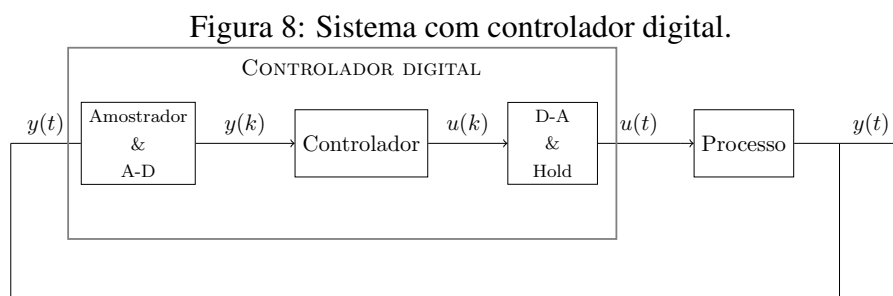 Figura 8: Sistema com controlador digital.
CONTROLADOR DIGITAL
y(t)
Amostrador
&
A-D
y(k)
Controlador
u(k)
D-A
&
Hold
u(t)
Processo
y(t)